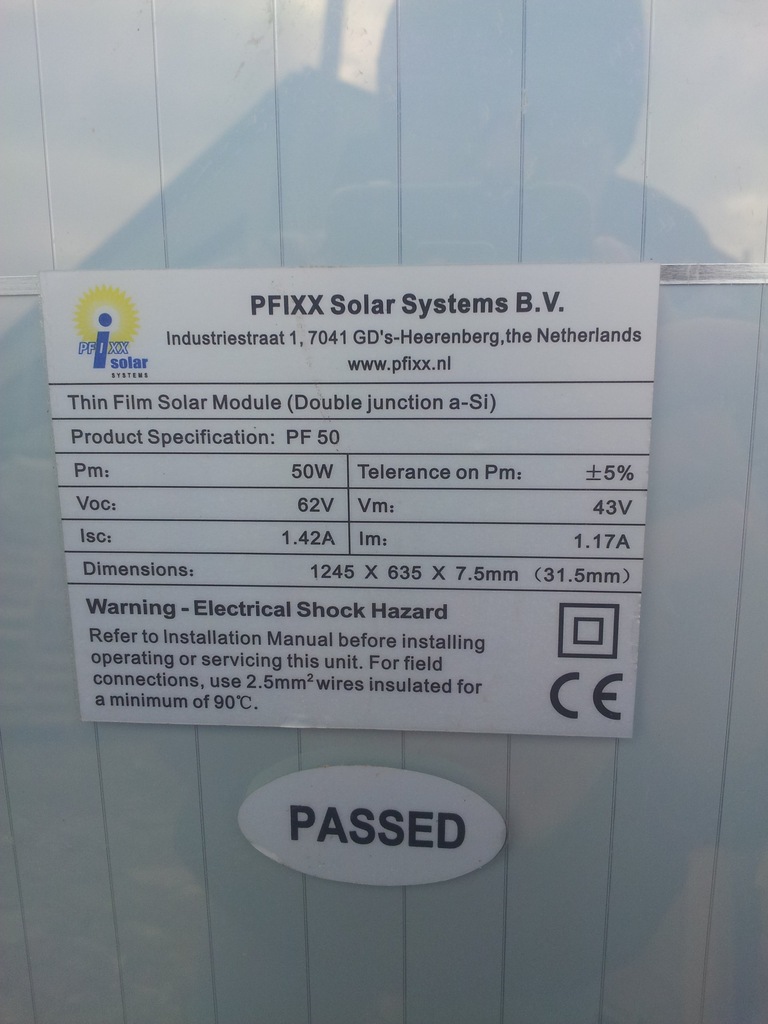 PFIXX
solar
SYSTEMS
PFIXX Solar Systems B.V.
Industriestraat 1, 7041 GD's-Heerenberg,the Netherlands
www.pfixx.nl
Thin Film Solar Module (Double junction a-Si)
Product Specification: PF 50
Pm: 50W Telerance on Pm: ±5%
Voc: 62V Vm: 43V
Isc: 1.42A Im: 1.17A
Dimensions: 1245 X 635 X 7.5mm (31.5mm)
Warning - Electrical Shock Hazard
Refer to Installation Manual before installing
operating or servicing this unit. For field
connections, use 2.5mm² wires insulated for
a minimum of 90℃.
CE
PASSED